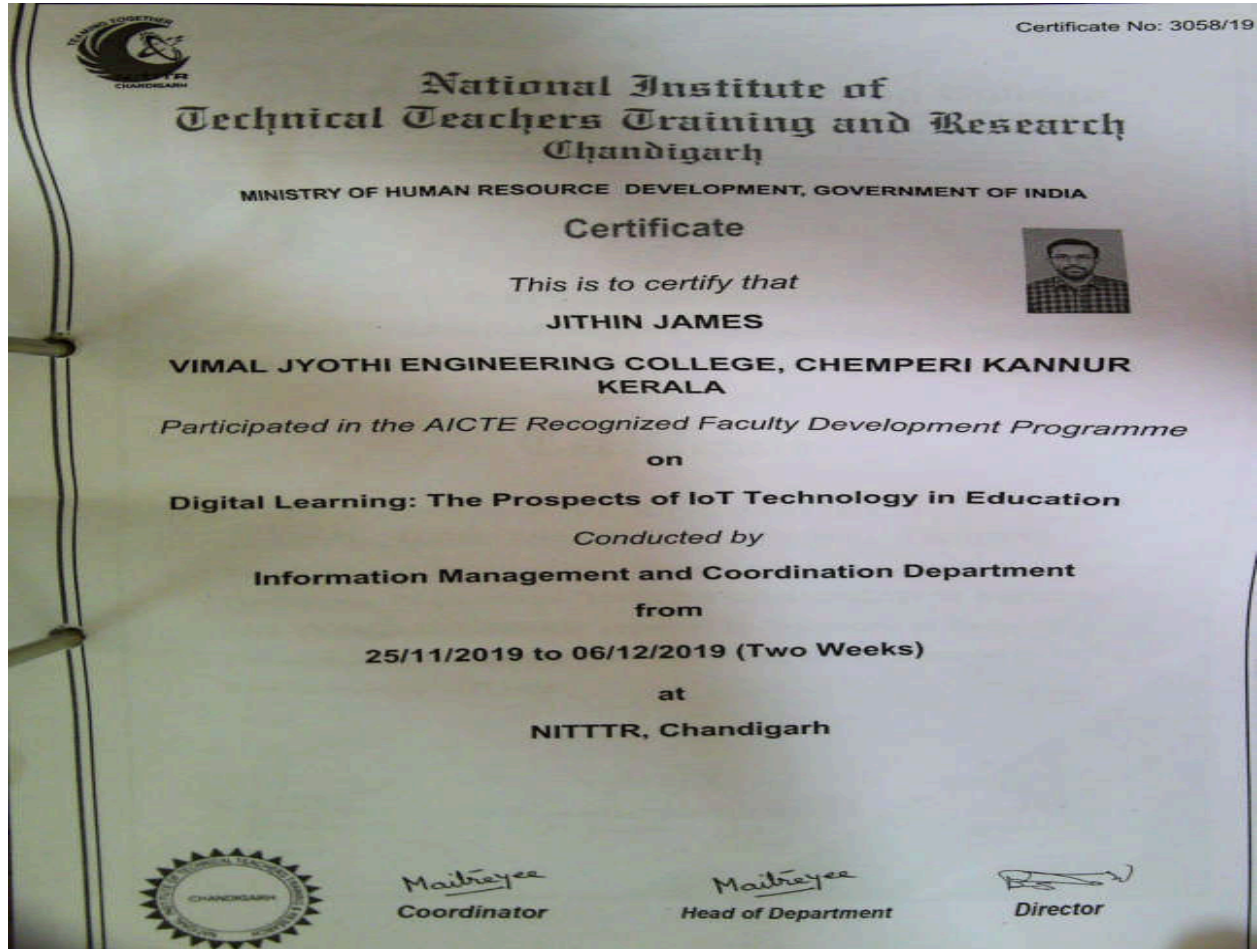 TEAMING TOGETHER
CHANDIGARH
Certificate No: 3058/19
National Institute of
Technical Teachers Training and Research
Chandigarh
MINISTRY OF HUMAN RESOURCE DEVELOPMENT, GOVERNMENT OF INDIA
Certificate
This is to certify that
JITHIN JAMES
VIMAL JYOTHI ENGINEERING COLLEGE, CHEMPERI KANNUR
KERALA
Participated in the AICTE Recognized Faculty Development Programme
on
Digital Learning: The Prospects of IoT Technology in Education
Conducted by
Information Management and Coordination Department
from
25/11/2019 to 06/12/2019 (Two Weeks)
at
NITTTR, Chandigarh
CHANDIGARH
Maitreyee
Maitreyee
Coordinator
Head of Department
Director